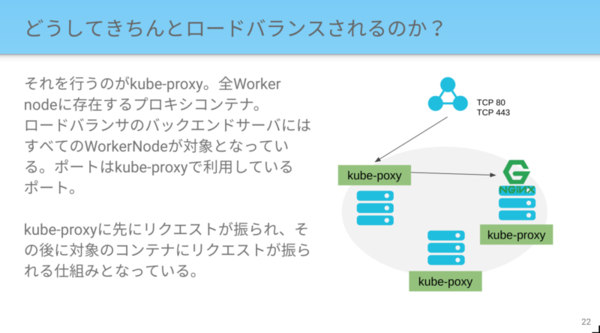 どうしてきちんとロードバランスされるのか？
それを行うのがkube-proxy。全Worker
nodeに存在するプロキシコンテナ。
ロードバランサのバックエンドサーバには
すべてのWorkerNodeが対象となってい
る。ポートはkube-proxyで利用している
ポート。
kube-proxyに先にリクエストが振られ、そ
の後に対象のコンテナにリクエストが振ら
れる仕組みとなっている。
TCP 80
TCP 443
kube-poxy
NGINX
kube-proxy
kube-poxy
22